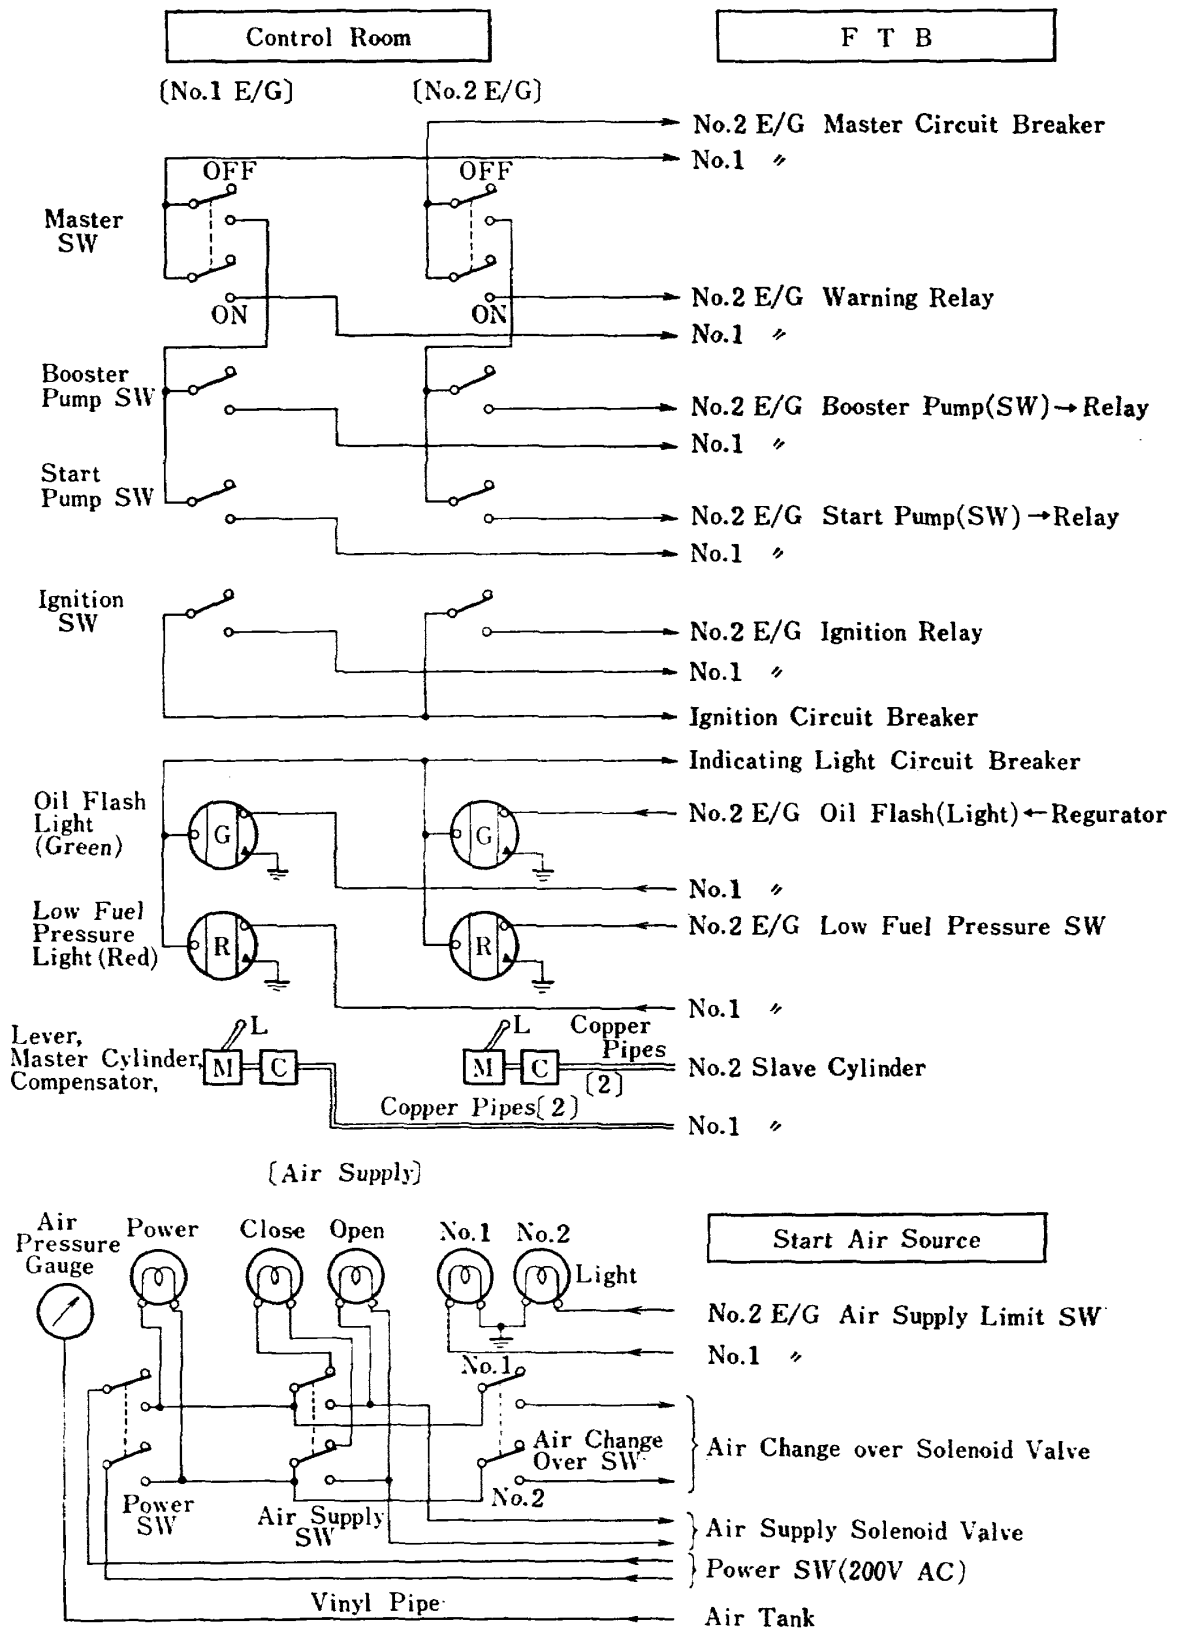 Control Room
F T B
(No.1 E/G)
(No.2 E/G)
No.2 E/G Master Circuit Breaker
No.1 〃
OFF
OFF
Master
SW
ON
ON
No.2 E/G Warning Relay
No.1 〃
Booster
Pump SW
No.2 E/G Booster Pump(SW)→Relay
No.1 〃
Start
Pump SW
No.2 E/G Start Pump(SW)→Relay
No.1 〃
Ignition
SW
No.2 E/G Ignition Relay
No.1 〃
Ignition Circuit Breaker
Indicating Light Circuit Breaker
Oil Flash
Light
(Green)
G
G
No.2 E/G Oil Flash(Light)←Regurator
No.1 〃
Low Fuel
Pressure
Light(Red)
R
R
No.2 E/G Low Fuel Pressure SW
No.1 〃
Lever,
Master Cylinder,
Compensator,
L
M
C
L
M
C
Copper
Pipes
(2)
No.2 Slave Cylinder
Copper Pipes(2)
No.1 〃
(Air Supply)
Air
Pressure
Gauge
Power
Close
Open
No.1
No.2
Light
Start Air Source
No.2 E/G Air Supply Limit SW
No.1 〃
No.1
Air Change
Over SW
No.2
Air Change over Solenoid Valve
Power
SW
Air Supply
SW
Air Supply Solenoid Valve
Power SW(200V AC)
Vinyl Pipe
Air Tank